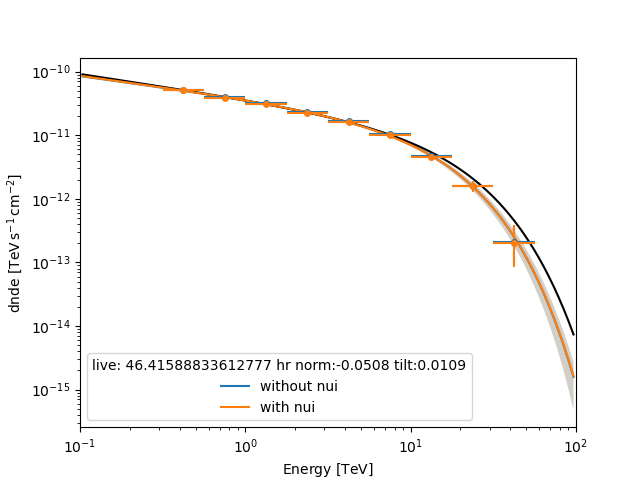 10⁻¹⁰
10⁻¹¹
10⁻¹²
10⁻¹³
10⁻¹⁴
10⁻¹⁵
dnde [TeV s⁻¹ cm⁻²]
live: 46.41588833612777 hr norm:-0.0508 tilt:0.0109
without nui
with nui
10⁻¹ 10⁰ 10¹ 10²
Energy [TeV]